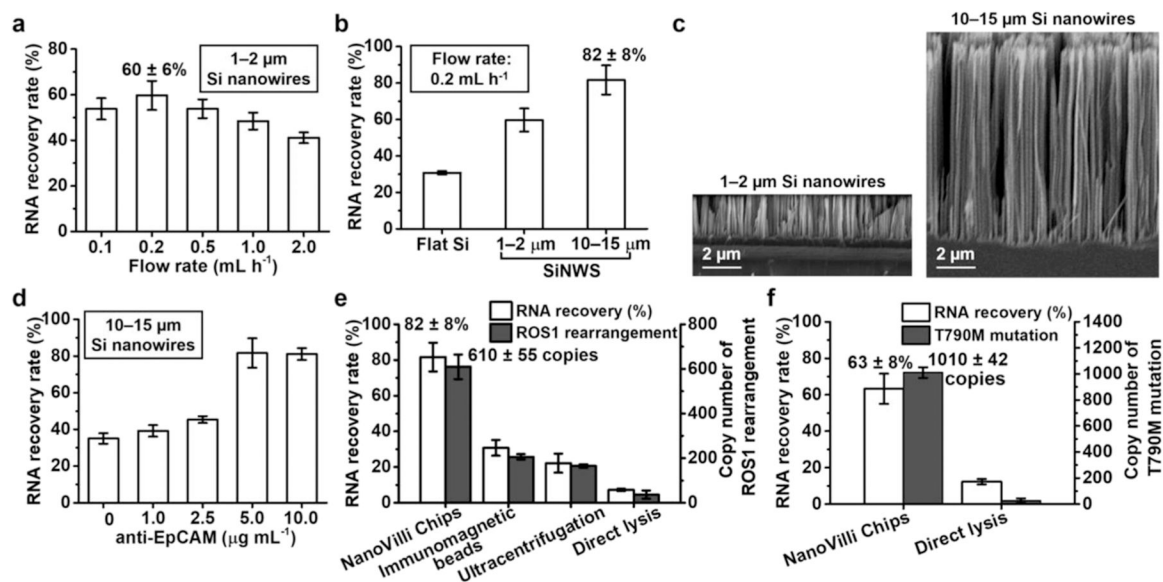 a
RNA recovery rate (%)
80
60
40
20
0
60 ± 6%
1–2 µm
Si nanowires
0.1 0.2 0.5 1.0 2.0
Flow rate (mL h⁻¹)
b
RNA recovery rate (%)
100
80
60
40
20
0
Flow rate:
0.2 mL h⁻¹
82 ± 8%
Flat Si 1–2 µm 10–15 µm
SiNWS
c
1–2 µm Si nanowires
2 µm
10–15 µm Si nanowires
2 µm
d
RNA recovery rate (%)
100
80
60
40
20
0
10–15 µm
Si nanowires
0 1.0 2.5 5.0 10.0
anti-EpCAM (µg mL⁻¹)
e
RNA recovery rate (%)
100
80
60
40
20
0
RNA recovery (%)
ROS1 rearrangement
82 ± 8%
610 ± 55 copies
800
600
400
200
0
Copy number of
ROS1 rearrangement
NanoVilli Chips
Immunomagnetic
beads
Ultracentrifugation
Direct lysis
f
RNA recovery rate (%)
100
80
60
40
20
0
RNA recovery (%)
T790M mutation
63 ± 8%
1010 ± 42
copies
1400
1200
1000
800
600
400
200
0
Copy number of
T790M mutation
NanoVilli Chips
Direct lysis